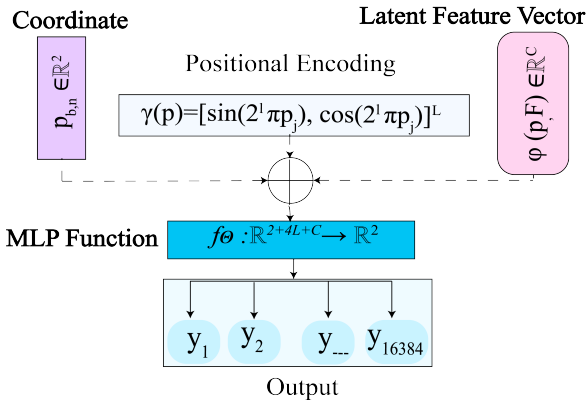 Coordinate
Latent Feature Vector
p_{b,n} ∈ℝ²
Positional Encoding
γ(p)=[sin(2ˡπp_j), cos(2ˡπp_j)]ᴸ
φ (p,F) ∈ℝ^C
MLP Function
fΘ :ℝ^{2+4L+C}→ ℝ²
y₁ y₂ y_{---} y₁₆₃₈₄
Output